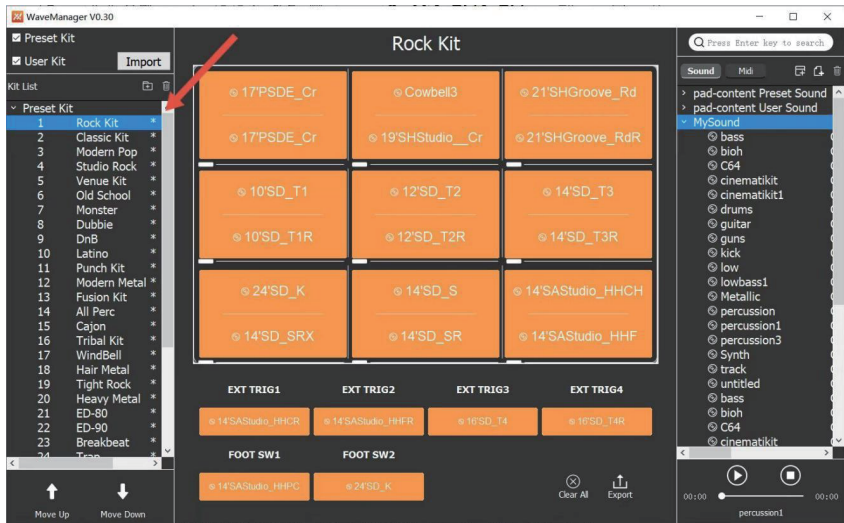 WaveManager V0.30
Preset Kit
User Kit
Import
Kit List
Preset Kit
1 Rock Kit *
2 Classic Kit *
3 Modern Pop *
4 Studio Rock *
5 Venue Kit *
6 Old School *
7 Monster *
8 Dubbie *
9 DnB *
10 Latino *
11 Punch Kit *
12 Modern Metal *
13 Fusion Kit *
14 All Perc *
15 Cajon *
16 Tribal Kit *
17 WindBell *
18 Hair Metal *
19 Tight Rock *
20 Heavy Metal *
21 ED-80 *
22 ED-90 *
23 Breakbeat *
24 Trap *
Move Up
Move Down
Rock Kit
17'PSDE_Cr
Cowbell3
21'SHGroove_Rd
17'PSDE_Cr
19'SHStudio__Cr
21'SHGroove_RdR
10'SD_T1
12'SD_T2
14'SD_T3
10'SD_T1R
12'SD_T2R
14'SD_T3R
24'SD_K
14'SD_S
14'SAStudio_HHCH
14'SD_SRX
14'SD_SR
14'SAStudio_HHF
EXT TRIG1
EXT TRIG2
EXT TRIG3
EXT TRIG4
14'SAStudio_HHCR
14'SAStudio_HHFR
16'SD_T4
16'SD_T4R
FOOT SW1
FOOT SW2
14'SAStudio_HHPC
24'SD_K
Clear All
Export
Press Enter key to search
Sound
Midi
pad-content Preset Sound
pad-content User Sound
MySound
bass
bioh
C64
cinematikit
cinematikit1
drums
guitar
guns
kick
low
lowbass1
Metallic
percussion
percussion1
percussion3
Synth
track
untitled
bass
bioh
C64
cinematikit
00:00
00:00
percussion1